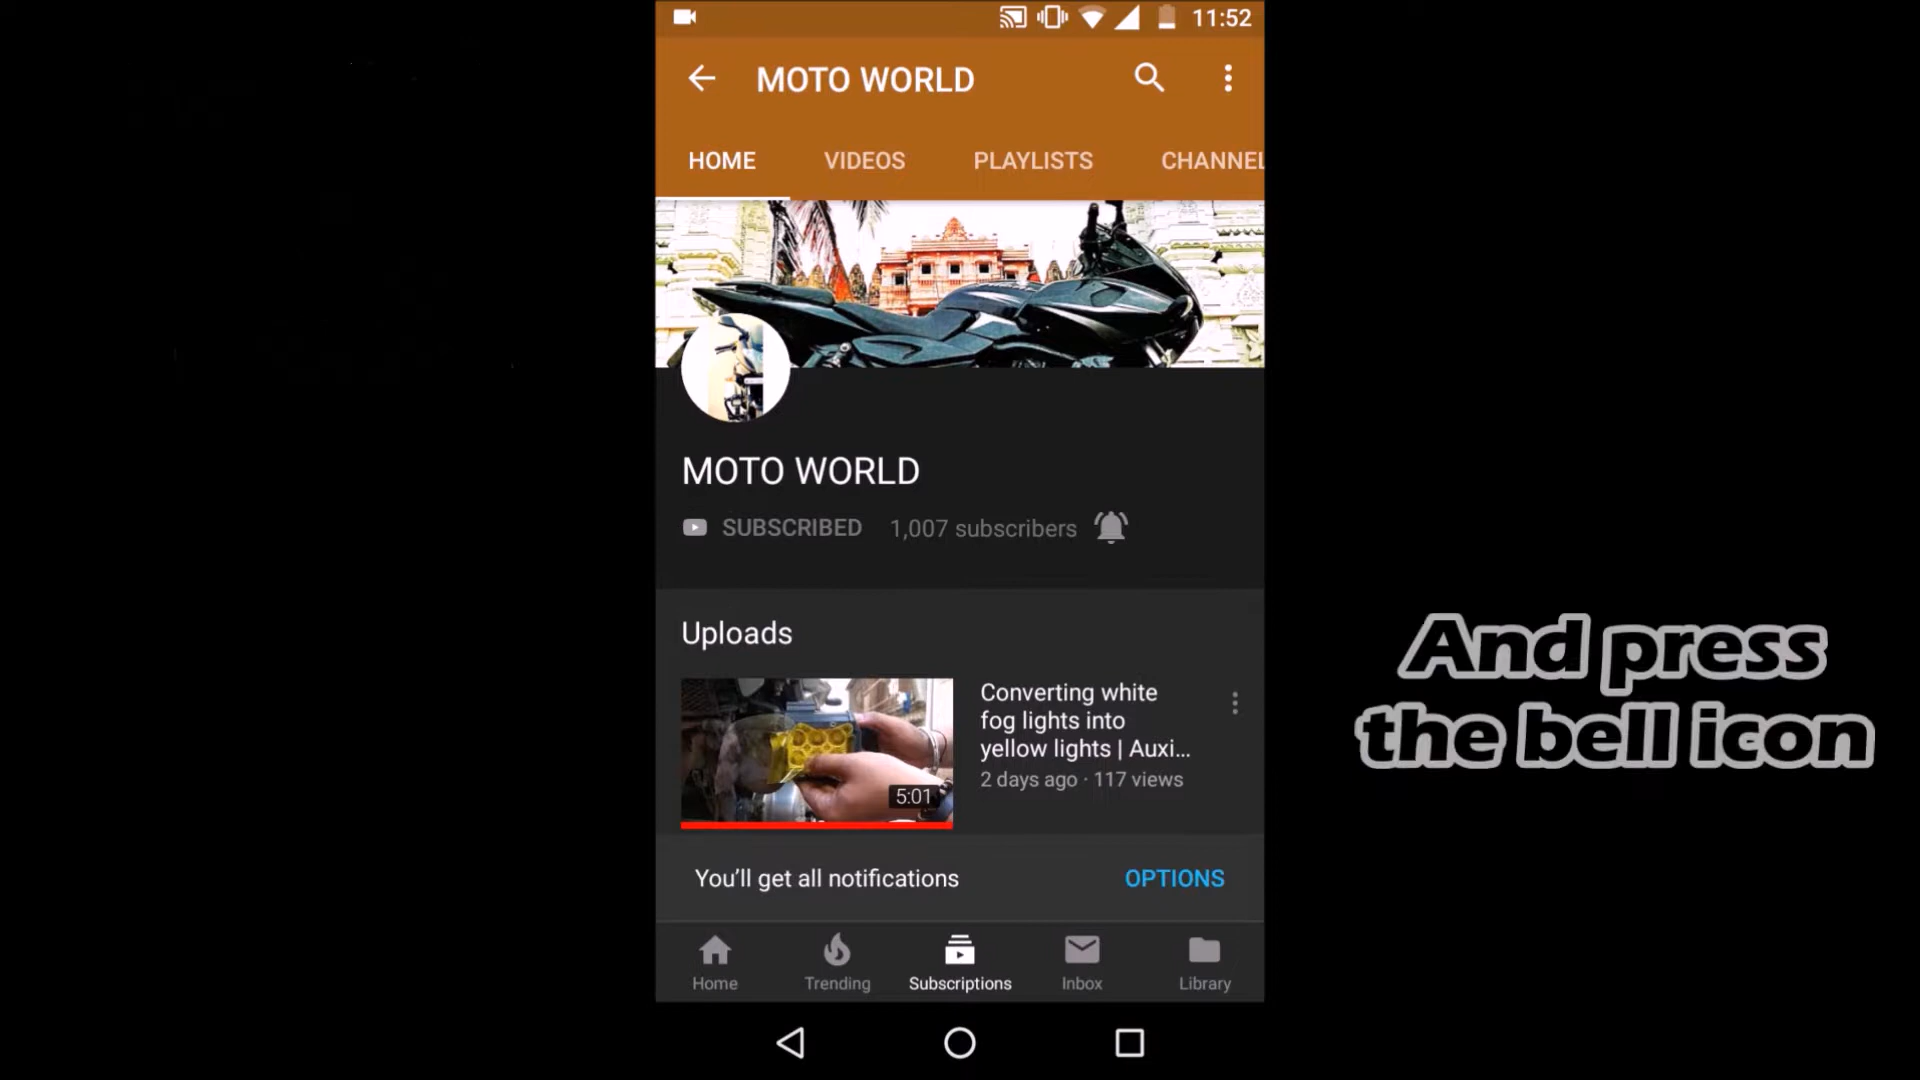 11:52
MOTO WORLD
HOME VIDEOS PLAYLISTS CHANNEL
MOTO WORLD
SUBSCRIBED 1,007 subscribers
Uploads
Converting white
fog lights into
yellow lights | Auxi...
2 days ago · 117 views
5:01
You’ll get all notifications OPTIONS
Home Trending Subscriptions Inbox Library
And press
the bell icon